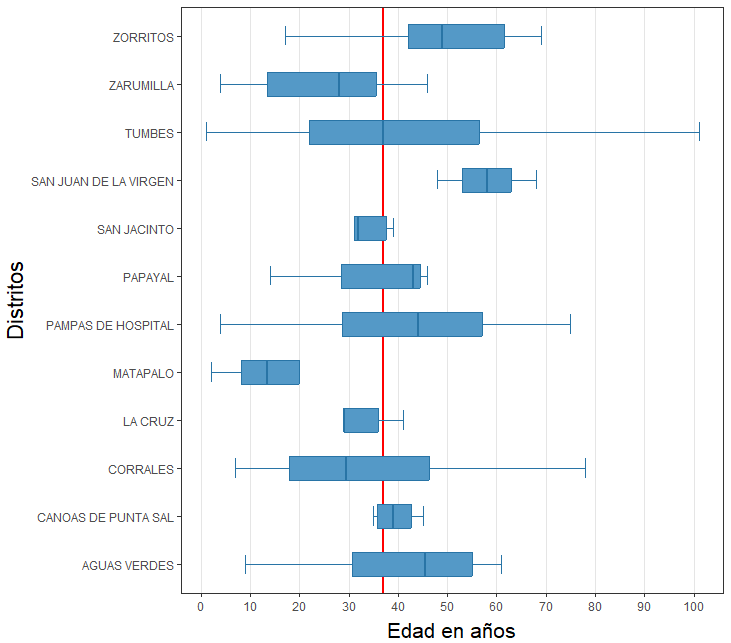 ZORRITOS
ZARUMILLA
TUMBES
SAN JUAN DE LA VIRGEN
SAN JACINTO
PAPAYAL
PAMPAS DE HOSPITAL
MATAPALO
LA CRUZ
CORRALES
CANOAS DE PUNTA SAL
AGUAS VERDES
Distritos
0 10 20 30 40 50 60 70 80 90 100
Edad en años